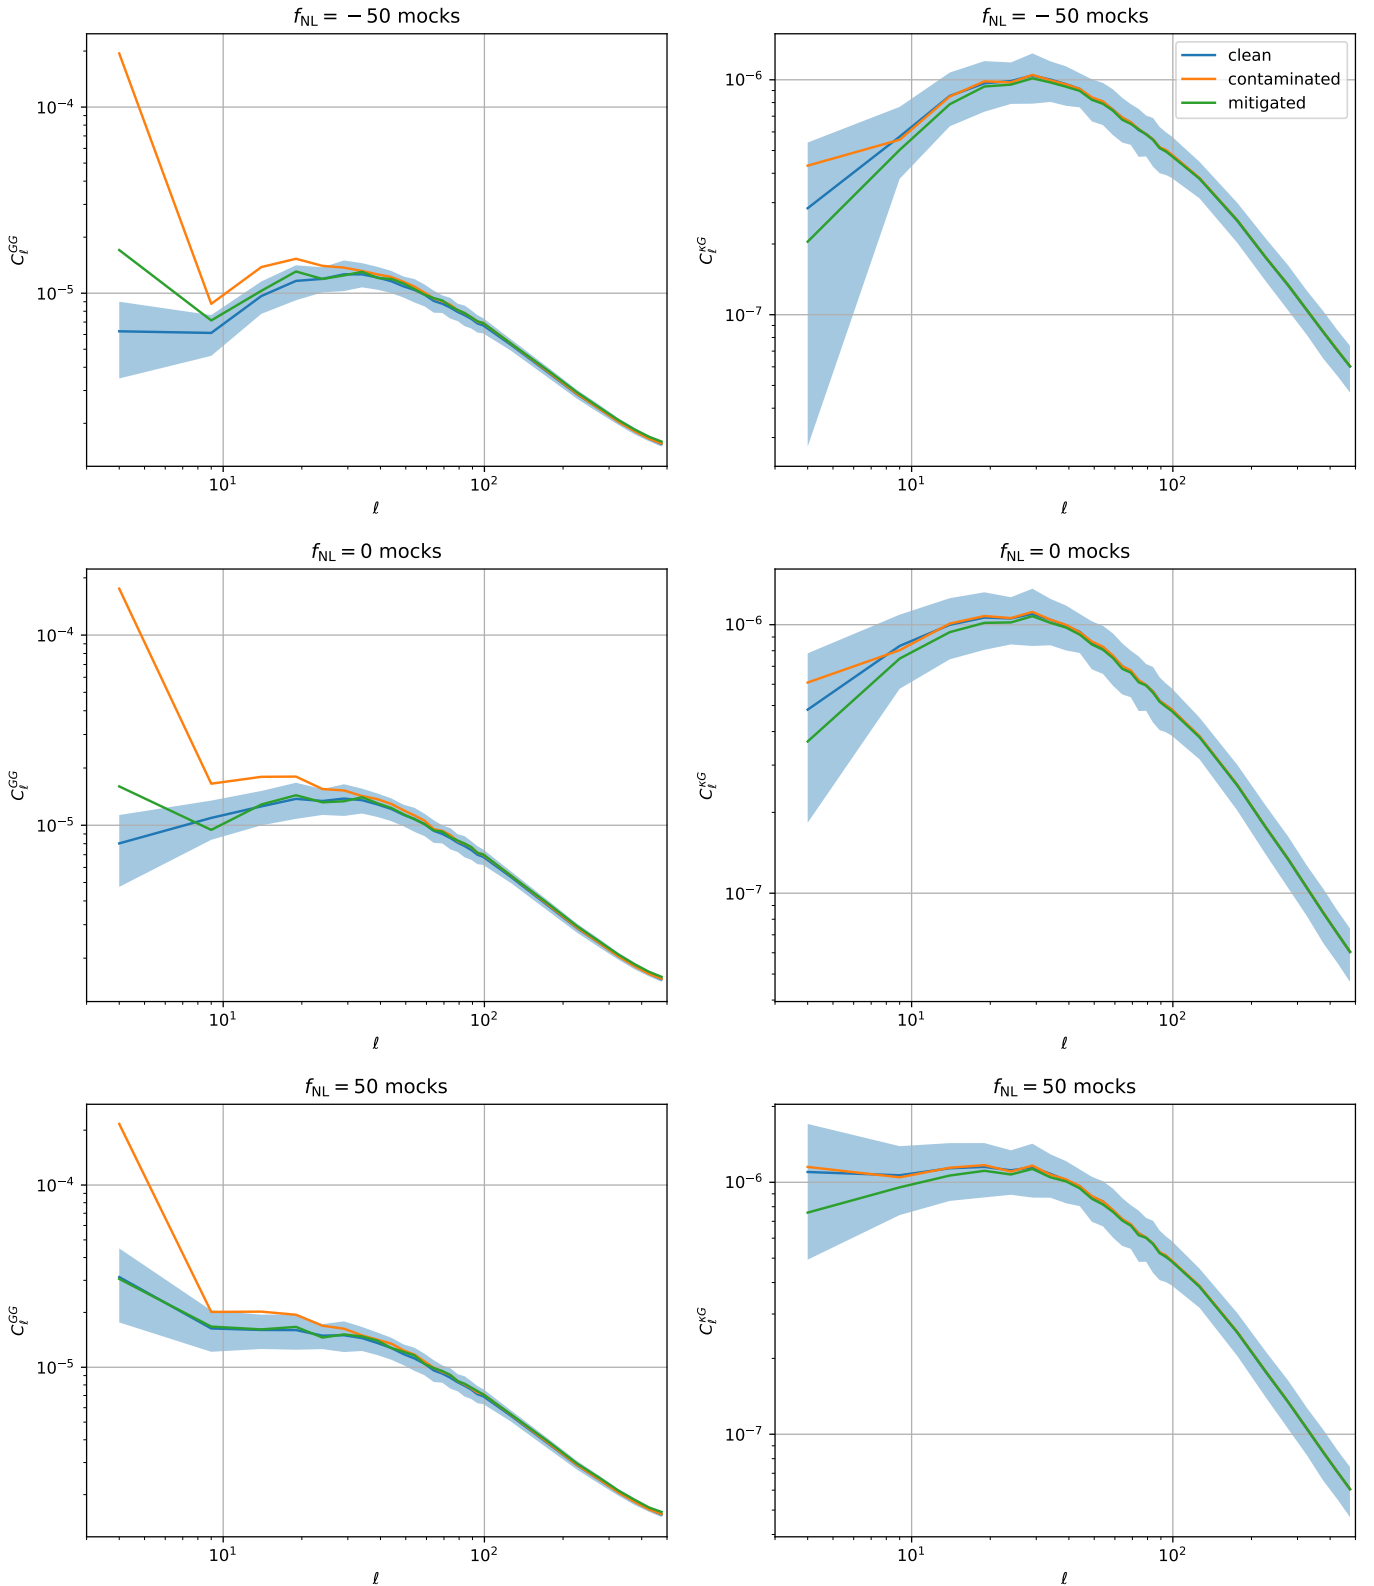 f_NL = −50 mocks
C_ℓ^GG
10^−4
10^−5
10^1
10^2
ℓ
f_NL = −50 mocks
clean
contaminated
mitigated
C_ℓ^κG
10^−6
10^−7
10^1
10^2
ℓ
f_NL = 0 mocks
C_ℓ^GG
10^−4
10^−5
10^1
10^2
ℓ
f_NL = 0 mocks
C_ℓ^κG
10^−6
10^−7
10^1
10^2
ℓ
f_NL = 50 mocks
C_ℓ^GG
10^−4
10^−5
10^1
10^2
ℓ
f_NL = 50 mocks
C_ℓ^κG
10^−6
10^−7
10^1
10^2
ℓ